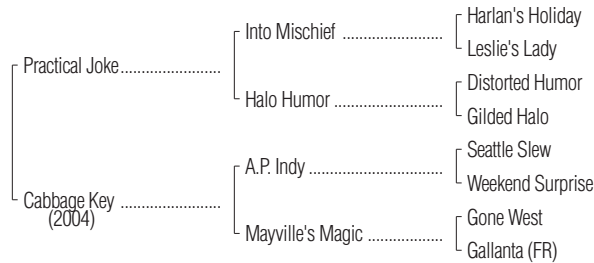 Harlan's Holiday
Into Mischief ........................
Leslie's Lady
Practical Joke........................
Distorted Humor
Halo Humor ..........................
Gilded Halo
Seattle Slew
A.P. Indy ................................
Weekend Surprise
Cabbage Key ........................
(2004)
Gone West
Mayville's Magic ..................
Gallanta (FR)